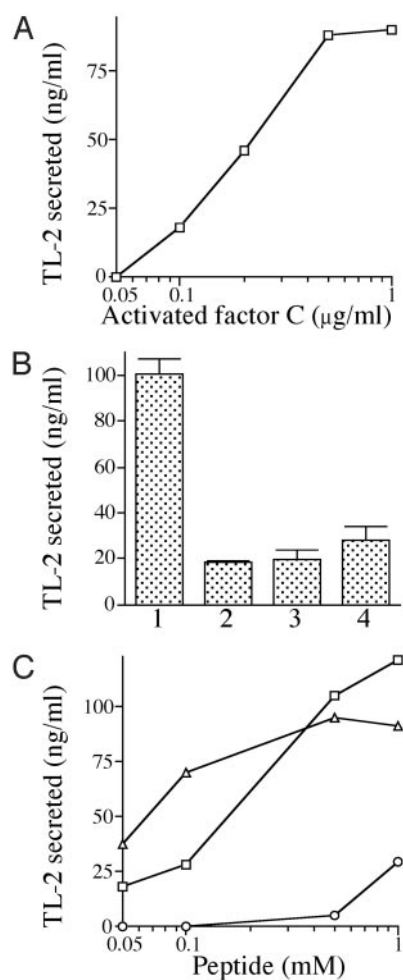 A
TL-2 secreted (ng/ml)
75
50
25
0
0.05 0.1 1
Activated factor C (μg/ml)
B
TL-2 secreted (ng/ml)
100
80
60
40
20
0
1 2 3 4
C
TL-2 secreted (ng/ml)
100
75
50
25
0
0.05 0.1 1
Peptide (mM)